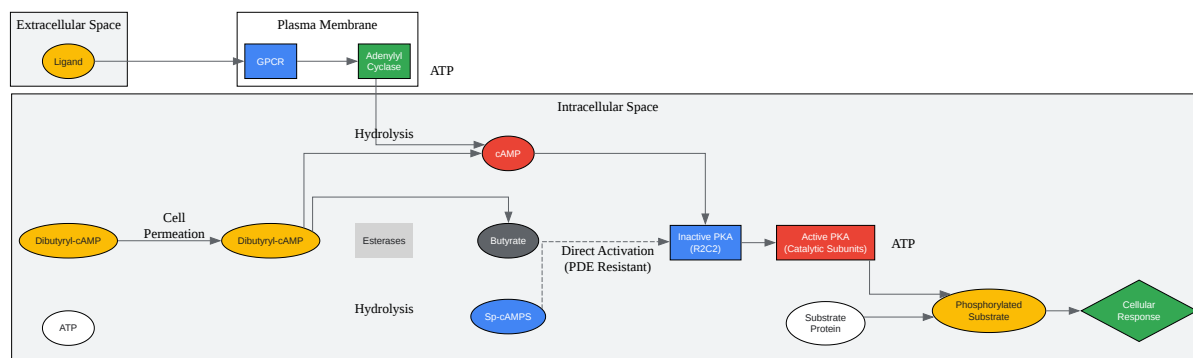 Extracellular Space
Plasma Membrane
Ligand
GPCR
Adenylyl
Cyclase
ATP
Intracellular Space
Hydrolysis
cAMP
Cell
Permeation
Dibutyryl-cAMP
Dibutyryl-cAMP
Esterases
Butyrate
Direct Activation
(PDE Resistant)
Inactive PKA
(R2C2)
Active PKA
(Catalytic Subunits)
ATP
Hydrolysis
Sp-cAMPS
ATP
Substrate
Protein
Phosphorylated
Substrate
Cellular
Response